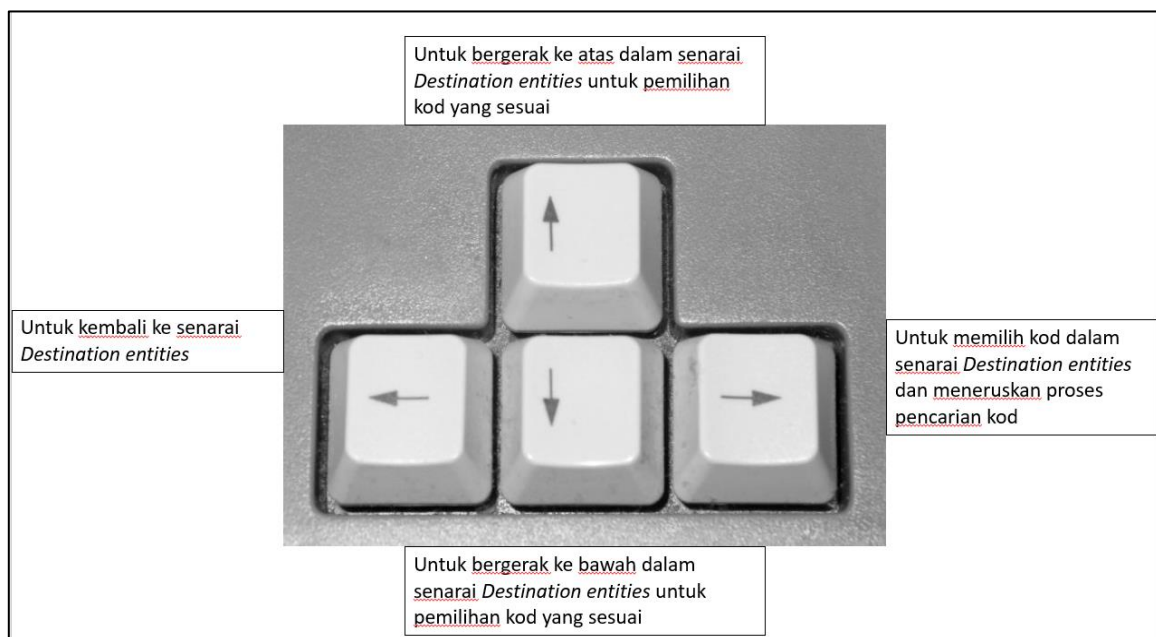 Untuk bergerak ke atas dalam senarai
Destination entities untuk pemilihan
kod yang sesuai
Untuk kembali ke senarai
Destination entities
Untuk memilih kod dalam
senarai Destination entities
dan meneruskan proses
pencarian kod
Untuk bergerak ke bawah dalam
senarai Destination entities untuk
pemilihan kod yang sesuai